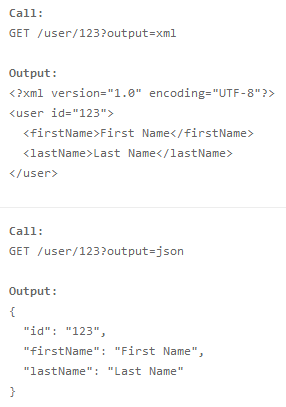 Call:
GET /user/123?output=xml
Output:
<?xml version="1.0" encoding="UTF-8"?>
<user id="123">
  <firstName>First Name</firstName>
  <lastName>Last Name</lastName>
</user>
Call:
GET /user/123?output=json
Output:
{
  "id": "123",
  "firstName": "First Name",
  "lastName": "Last Name"
}